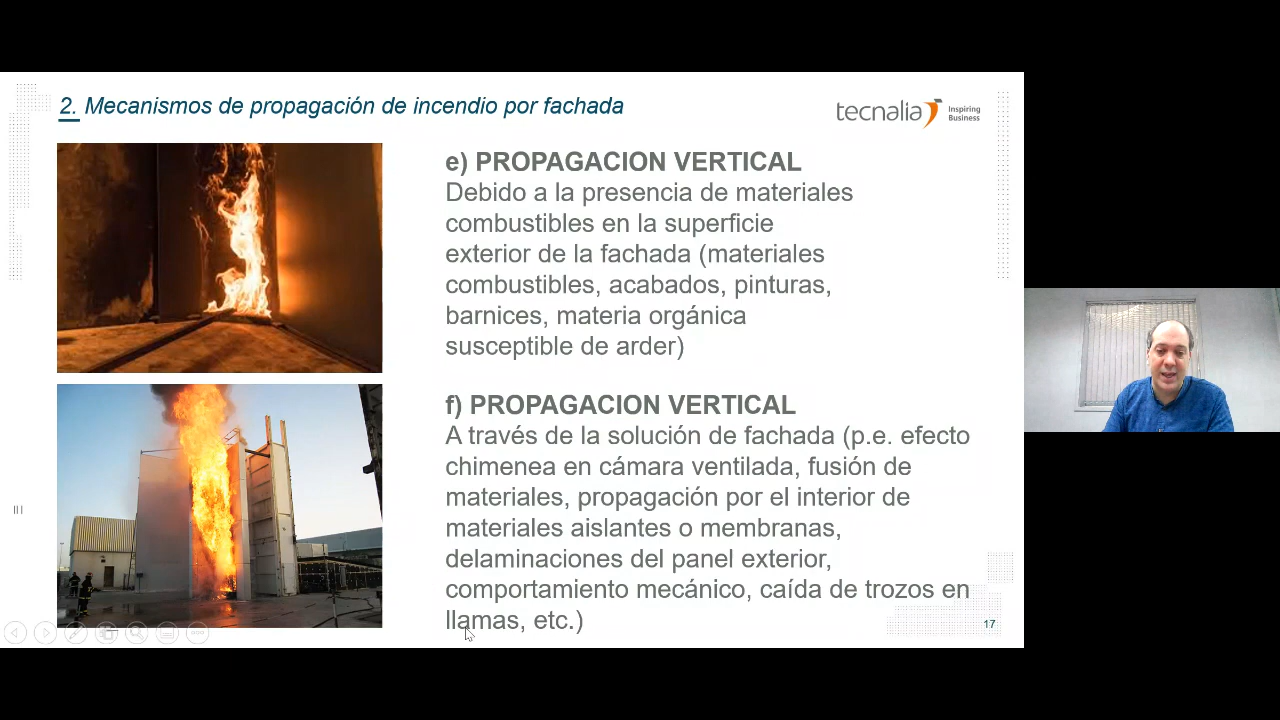 2. Mecanismos de propagación de incendio por fachada
tecnalia Inspiring
Business
e) PROPAGACION VERTICAL
Debido a la presencia de materiales
combustibles en la superficie
exterior de la fachada (materiales
combustibles, acabados, pinturas,
barnices, materia orgánica
susceptible de arder)
f) PROPAGACION VERTICAL
A través de la solución de fachada (p.e. efecto
chimenea en cámara ventilada, fusión de
materiales, propagación por el interior de
materiales aislantes o membranas,
delaminaciones del panel exterior,
comportamiento mecánico, caída de trozos en
llamas, etc.)
17